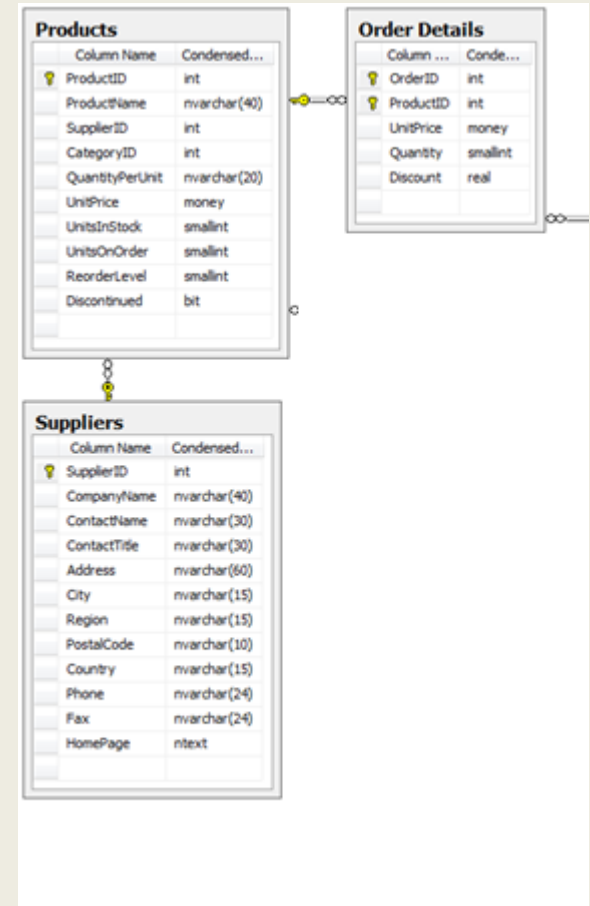 Products
Column Name Condensed...
ProductID int
ProductName nvarchar(40)
SupplierID int
CategoryID int
QuantityPerUnit nvarchar(20)
UnitPrice money
UnitsInStock smallint
UnitsOnOrder smallint
ReorderLevel smallint
Discontinued bit
Order Details
Column ... Conde...
OrderID int
ProductID int
UnitPrice money
Quantity smallint
Discount real
Suppliers
Column Name Condensed...
SupplierID int
CompanyName nvarchar(40)
ContactName nvarchar(30)
ContactTitle nvarchar(30)
Address nvarchar(60)
City nvarchar(15)
Region nvarchar(15)
PostalCode nvarchar(10)
Country nvarchar(15)
Phone nvarchar(24)
Fax nvarchar(24)
HomePage ntext